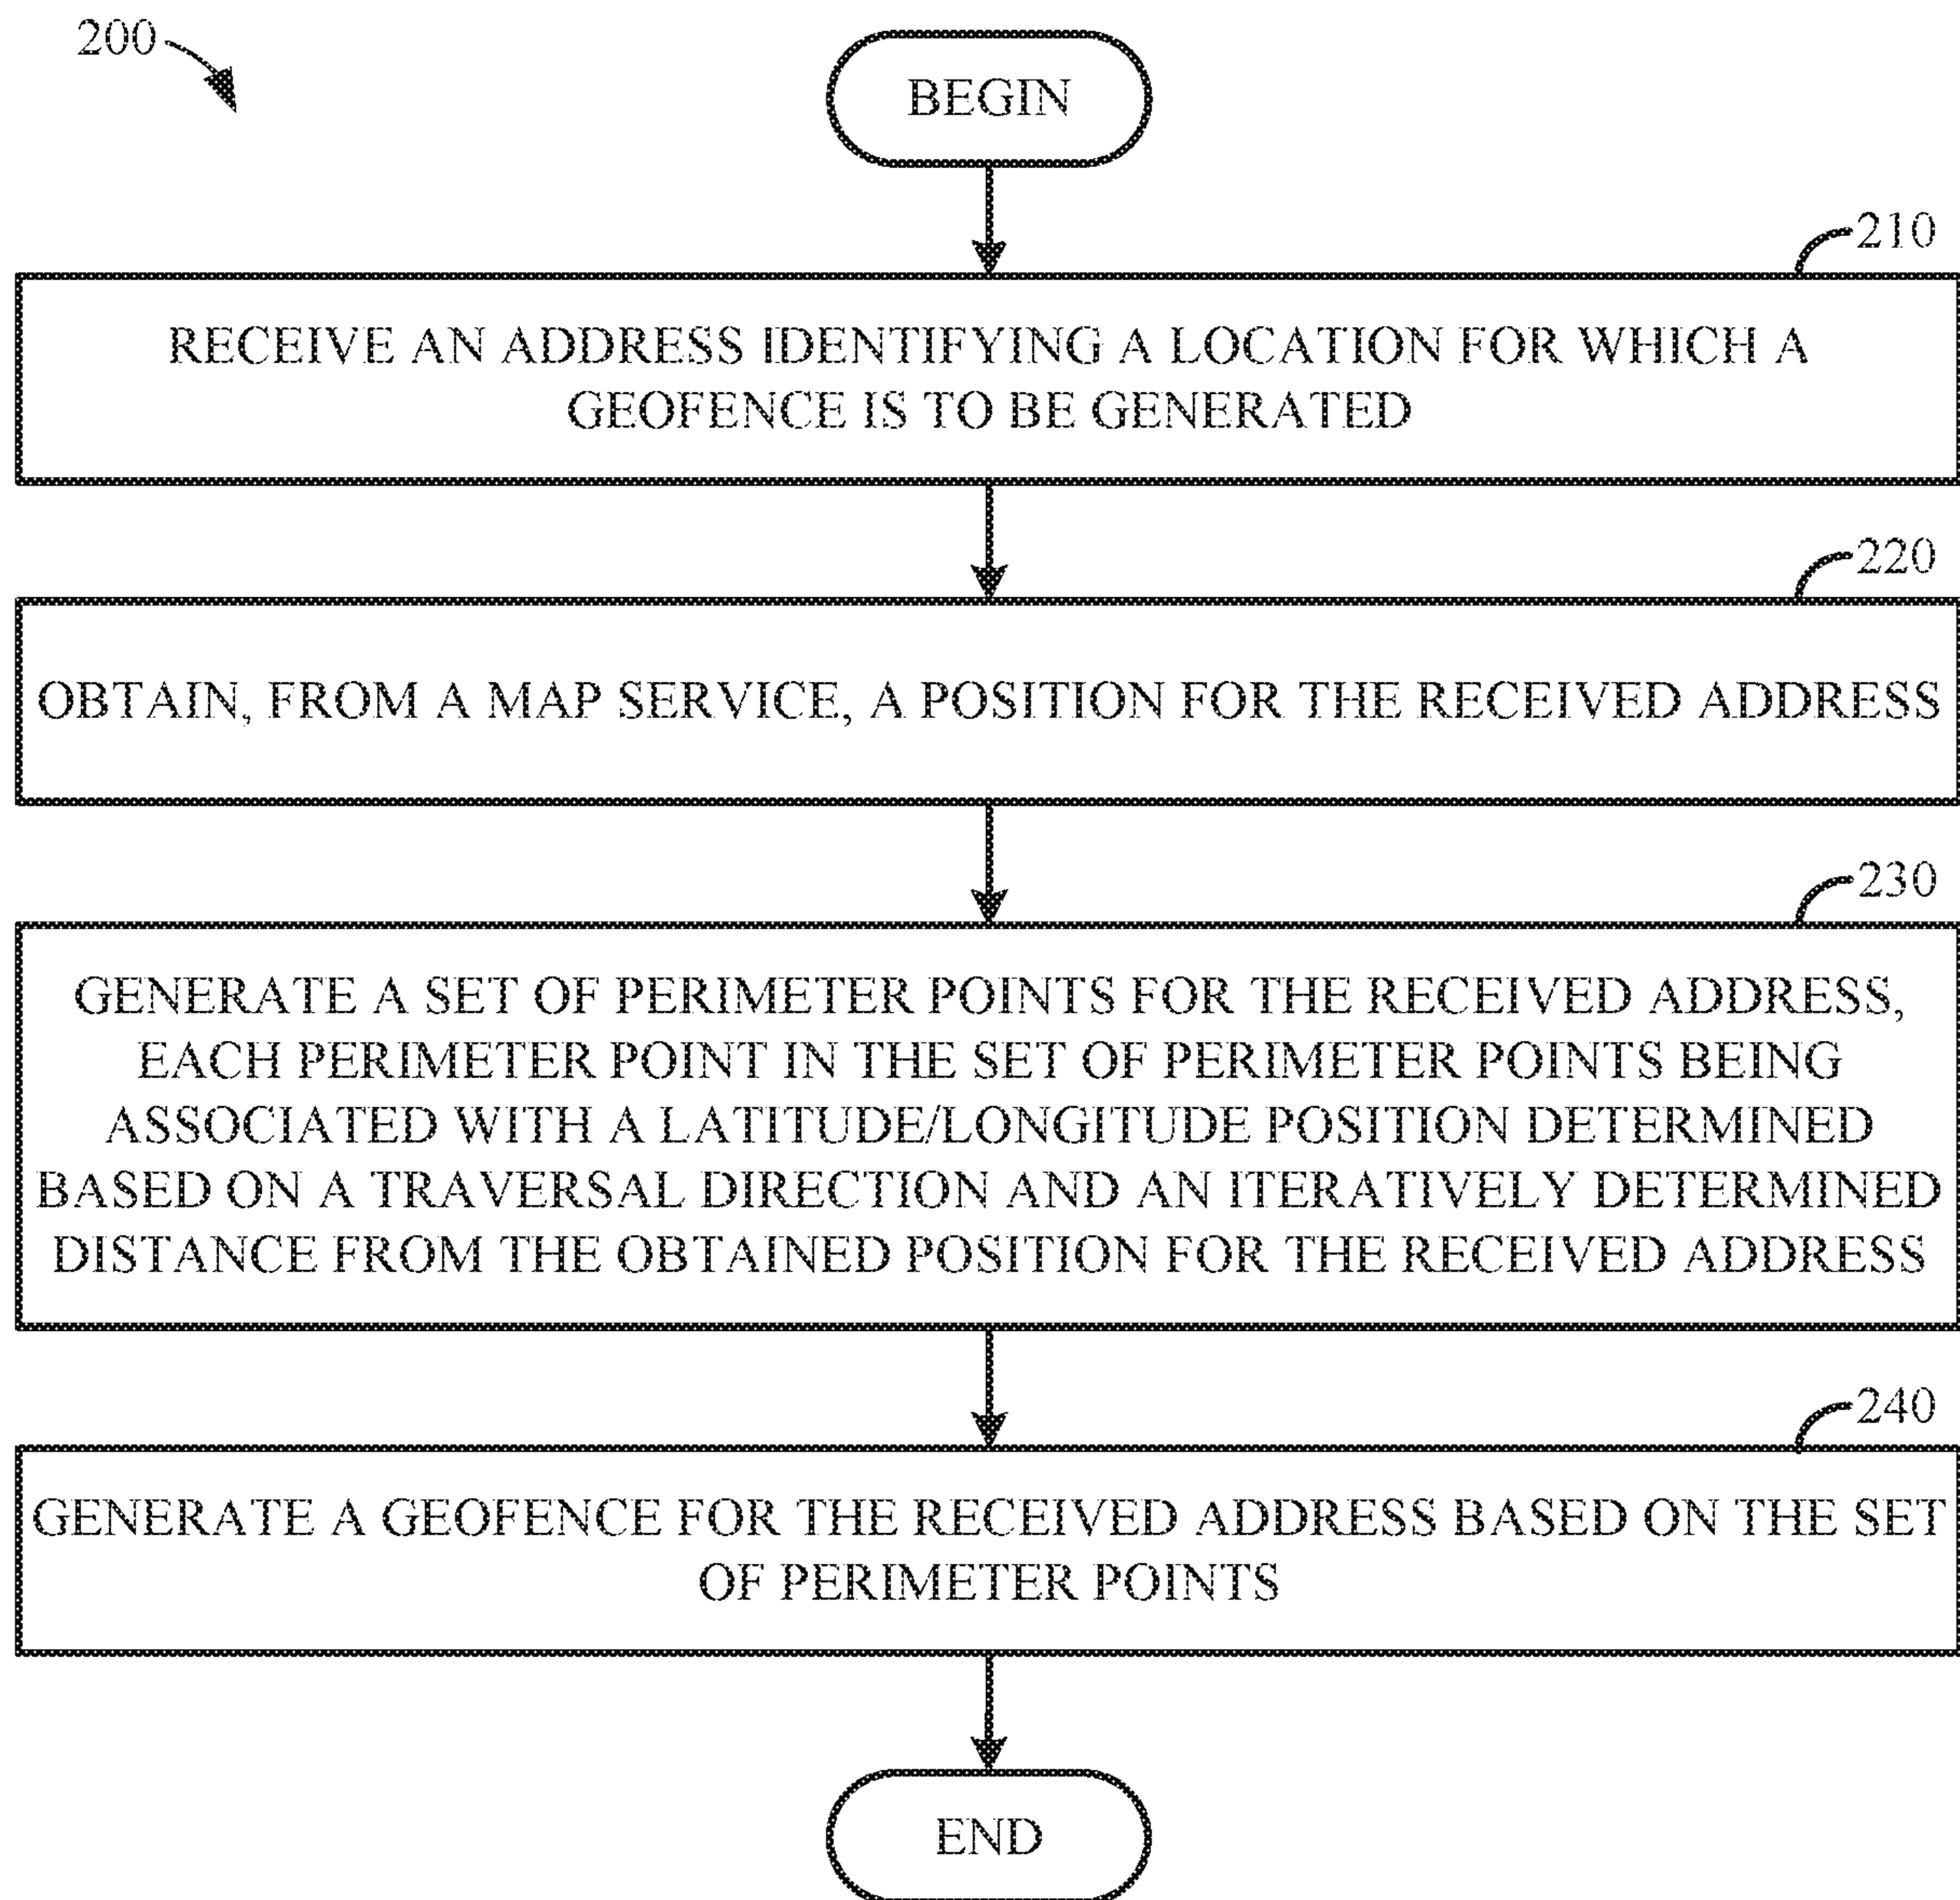 200
BEGIN
210
RECEIVE AN ADDRESS IDENTIFYING A LOCATION FOR WHICH A
GEOFENCE IS TO BE GENERATED
220
OBTAIN, FROM A MAP SERVICE, A POSITION FOR THE RECEIVED ADDRESS
230
GENERATE A SET OF PERIMETER POINTS FOR THE RECEIVED ADDRESS,
EACH PERIMETER POINT IN THE SET OF PERIMETER POINTS BEING
ASSOCIATED WITH A LATITUDE/LONGITUDE POSITION DETERMINED
BASED ON A TRAVERSAL DIRECTION AND AN ITERATIVELY DETERMINED
DISTANCE FROM THE OBTAINED POSITION FOR THE RECEIVED ADDRESS
240
GENERATE A GEOFENCE FOR THE RECEIVED ADDRESS BASED ON THE SET
OF PERIMETER POINTS
END